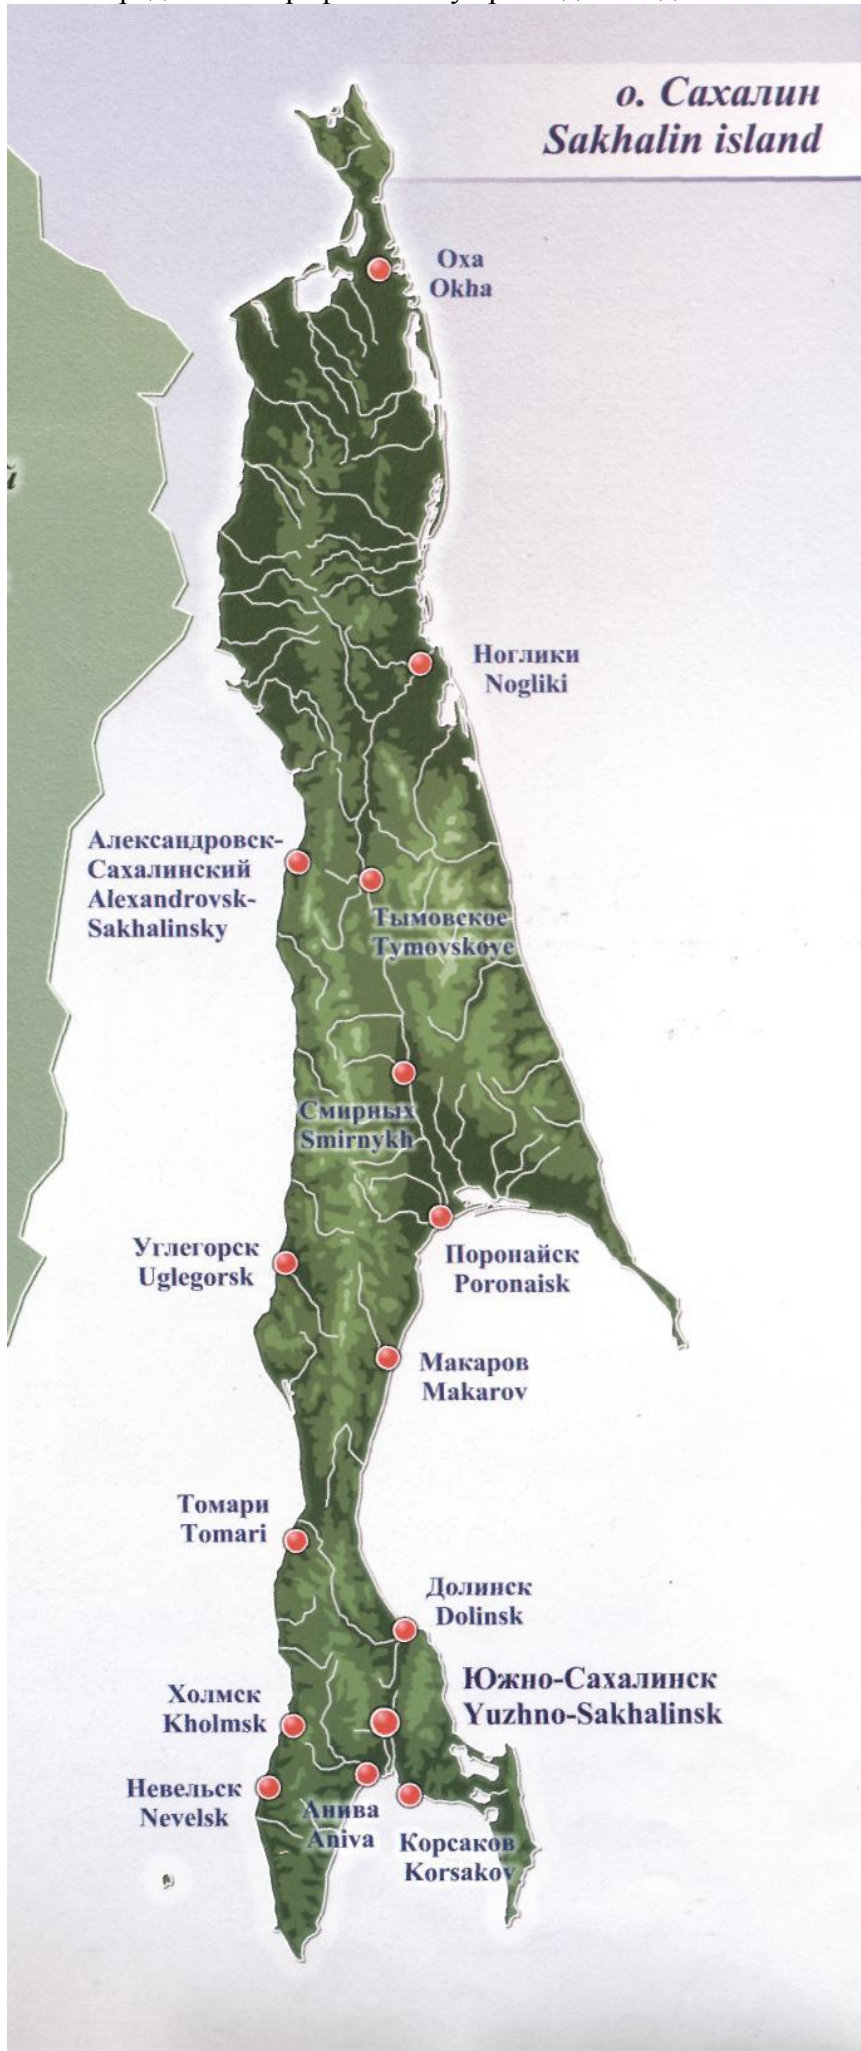 о. Сахалин
Sakhalin island
Оха
Okha
Ноглики
Nogliki
Александровск-
Сахалинский
Alexandrovsk-
Sakhalinsky
Тымовское
Tymovskoye
Смирных
Smirnykh
Углегорск
Uglegorsk
Поронайск
Poronaisk
Макаров
Makarov
Томари
Tomari
Долинск
Dolinsk
Южно-Сахалинск
Yuzhno-Sakhalinsk
Холмск
Kholmsk
Невельск
Nevelsk
Анива
Aniva
Корсаков
Korsakov